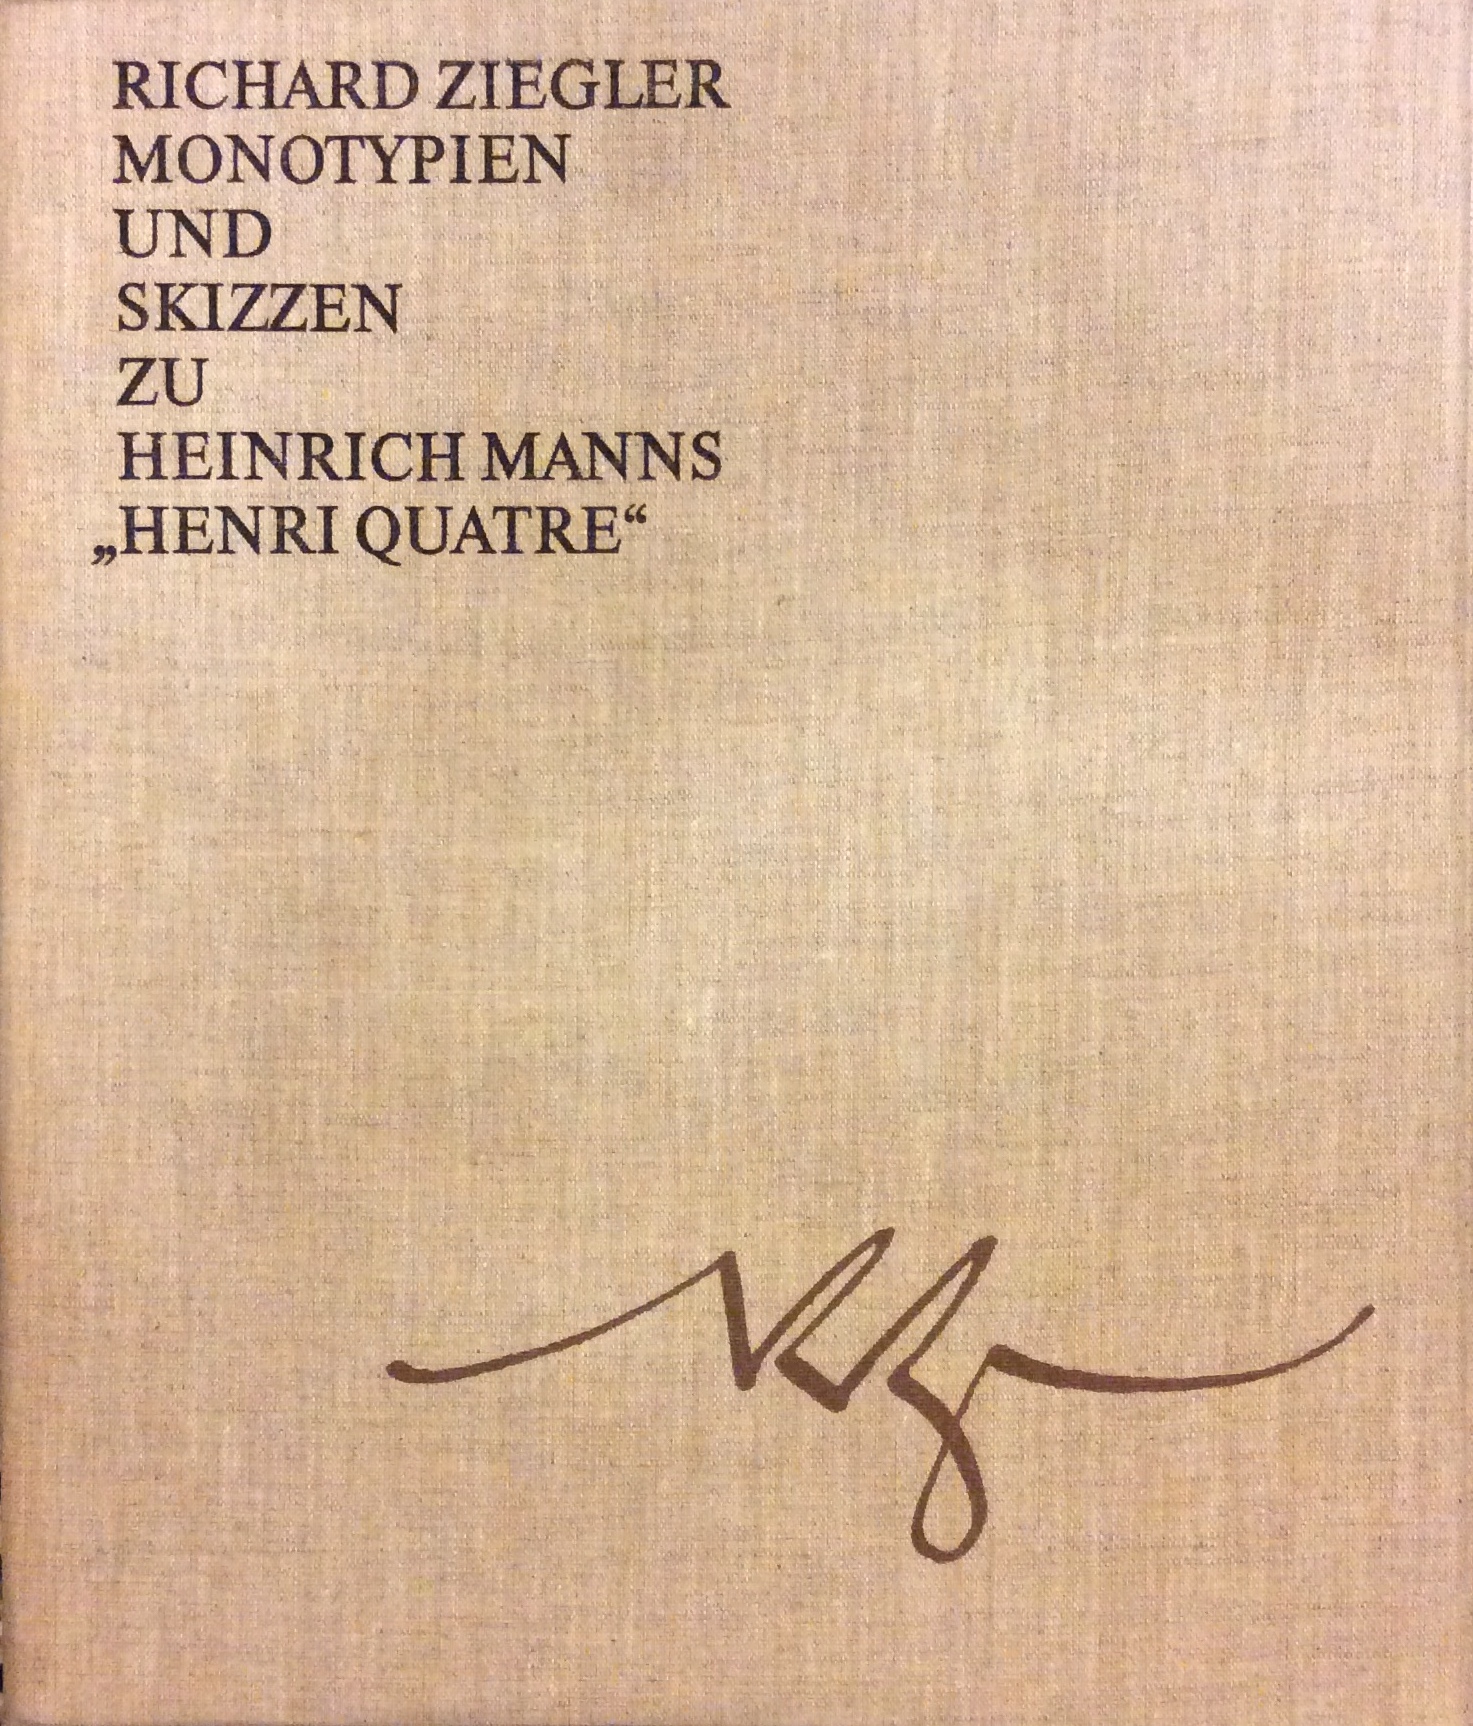 RICHARD ZIEGLER
MONOTYPIEN
UND
SKIZZEN
ZU
HEINRICH MANNS
„HENRI QUATRE“